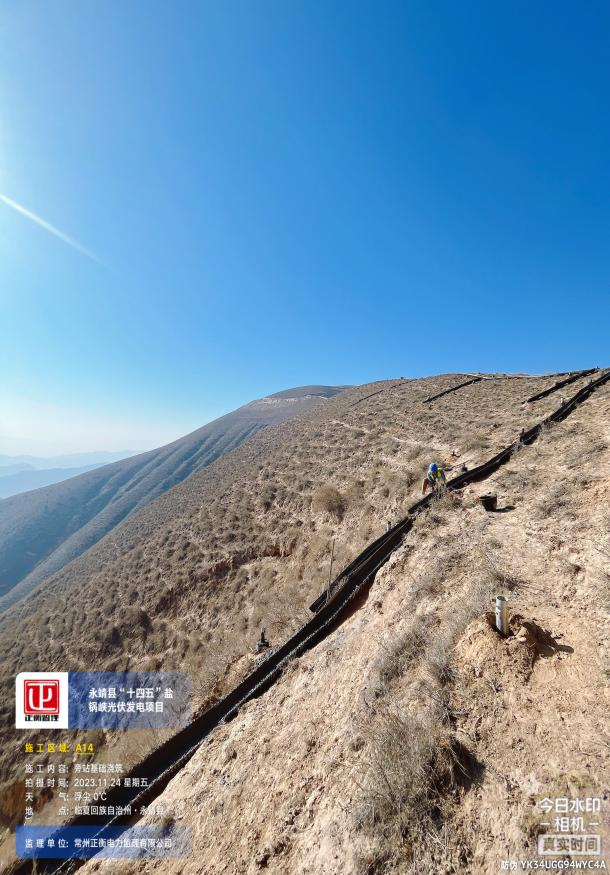 正衡监理
永靖县“十四五”盐
锅峡光伏发电项目
施工区域: A14
施工内容: 旁站基础浇筑
拍摄时间: 2023.11.24 星期五
天　气: 浮尘 0℃
地　点: 临夏回族自治州·永靖县
监理单位: 常州正衡电力监理有限公司
今日水印
相机
真实时间
防伪 YK34UGG94WYC4A